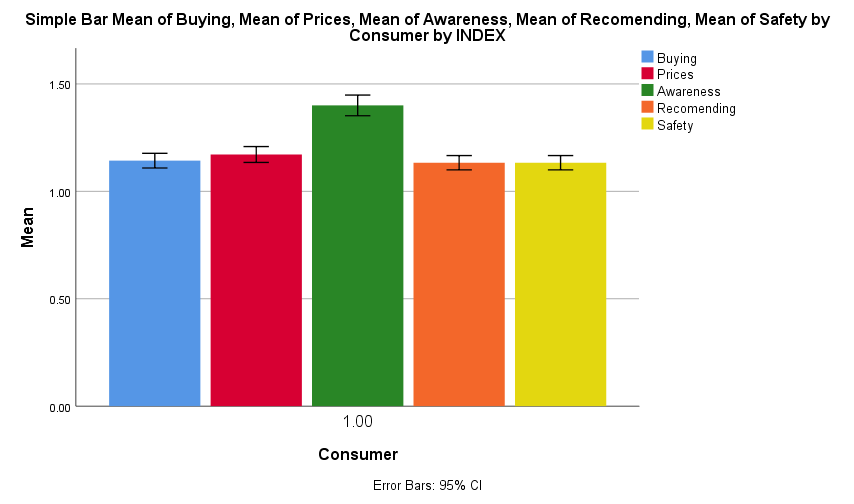 Simple Bar Mean of Buying, Mean of Prices, Mean of Awareness, Mean of Recomending, Mean of Safety by
Consumer by INDEX
Buying
Prices
Awareness
Recomending
Safety
1.50
1.00
0.50
0.00
Mean
1.00
Consumer
Error Bars: 95% CI